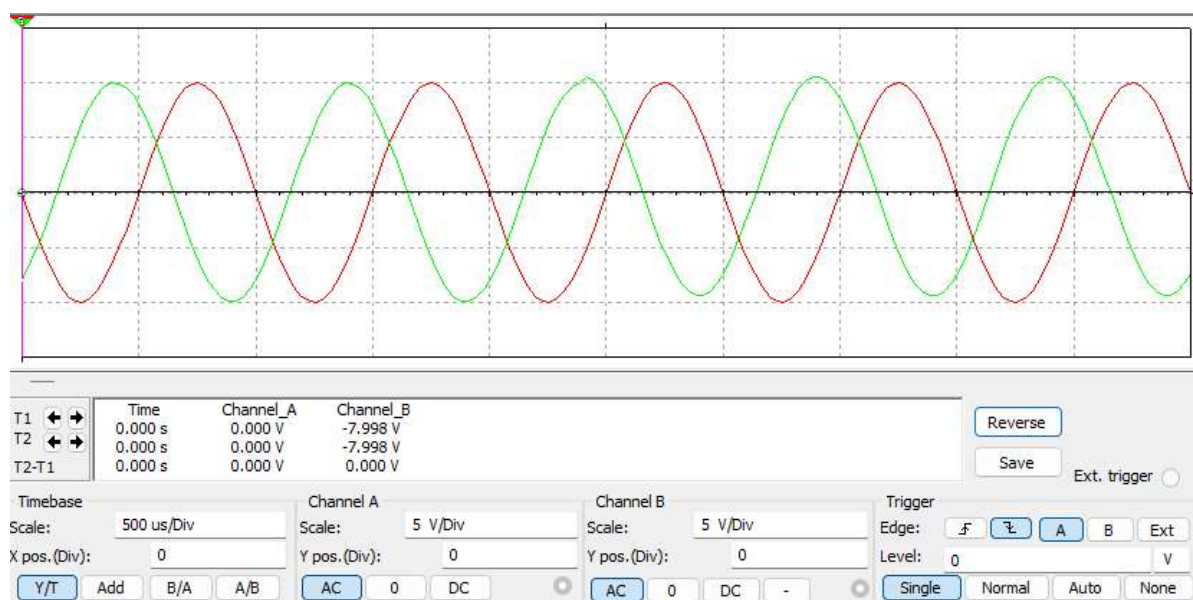 Time Channel_A Channel_B
T1 0.000 s 0.000 V -7.998 V
T2 0.000 s 0.000 V -7.998 V
T2-T1 0.000 s 0.000 V 0.000 V
Reverse
Save
Ext. trigger
Timebase
Scale: 500 us/Div
X pos.(Div): 0
Y/T Add B/A A/B
Channel A
Scale: 5 V/Div
Y pos.(Div): 0
AC 0 DC
Channel B
Scale: 5 V/Div
Y pos.(Div): 0
AC 0 DC -
Trigger
Edge: A B Ext
Level: 0 V
Single Normal Auto None